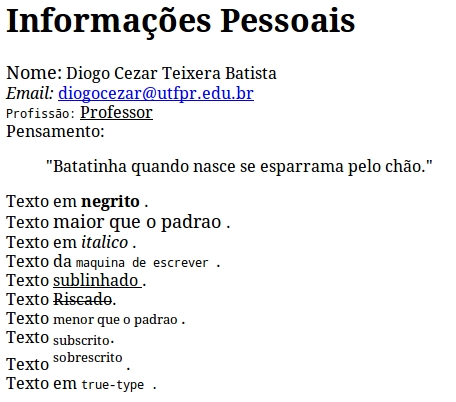 Informações Pessoais
Nome: Diogo Cezar Teixera Batista
Email: diogocezar@utfpr.edu.br
Profissão: Professor
Pensamento:
"Batatinha quando nasce se esparrama pelo chão."
Texto em negrito .
Texto maior que o padrao .
Texto em italico .
Texto da maquina de escrever .
Texto sublinhado .
Texto Riscado.
Texto menor que o padrao .
Texto subscrito.
Texto sobrescrito .
Texto em true-type .